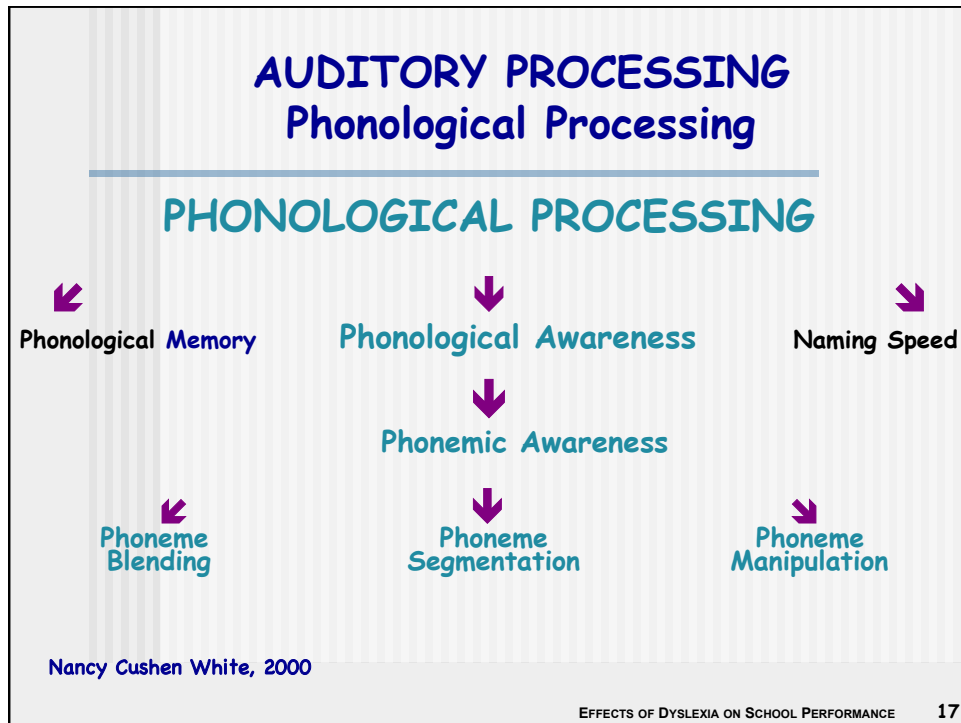 AUDITORY PROCESSING
Phonological Processing
PHONOLOGICAL PROCESSING
Phonological Memory
Phonological Awareness
Naming Speed
Phonemic Awareness
Phoneme
Blending
Phoneme
Segmentation
Phoneme
Manipulation
Nancy Cushen White, 2000
EFFECTS OF DYSLEXIA ON SCHOOL PERFORMANCE 17